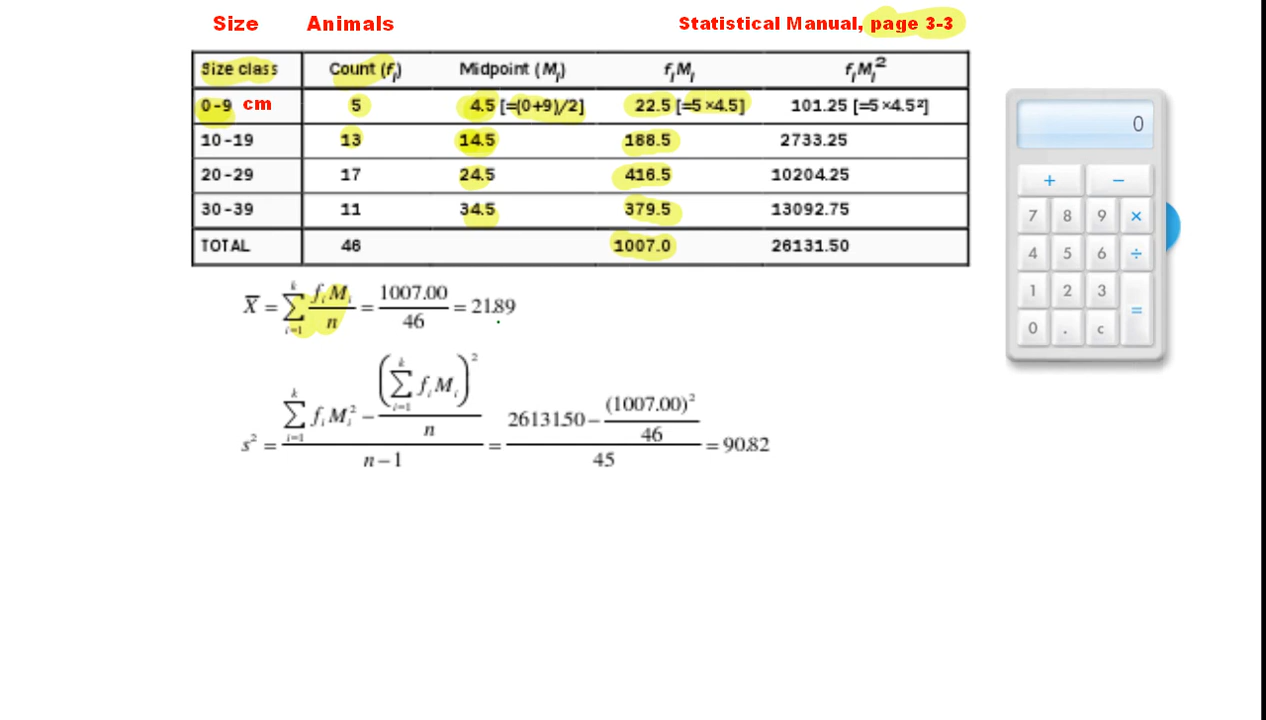 Size Animals Statistical Manual, page 3-3
Size class Count (fᵢ) Midpoint (Mᵢ) fᵢMᵢ fᵢMᵢ²
0-9 cm 5 4.5 [=(0+9)/2] 22.5 [=5×4.5] 101.25 [=5×4.5²]
10-19 13 14.5 188.5 2733.25
20-29 17 24.5 416.5 10204.25
30-39 11 34.5 379.5 13092.75
TOTAL 46 1007.0 26131.50
X̅ = ∑ᵢ₌₁ᵏ fᵢMᵢ / n = 1007.00 / 46 = 21.89
s² = (∑ᵢ₌₁ᵏ fᵢMᵢ² − (∑ᵢ₌₁ᵏ fᵢMᵢ)² / n) / (n−1) = (26131.50 − (1007.00)² / 46) / 45 = 90.82
0
+ −
7 8 9 ×
4 5 6 ÷
1 2 3 =
0 . c